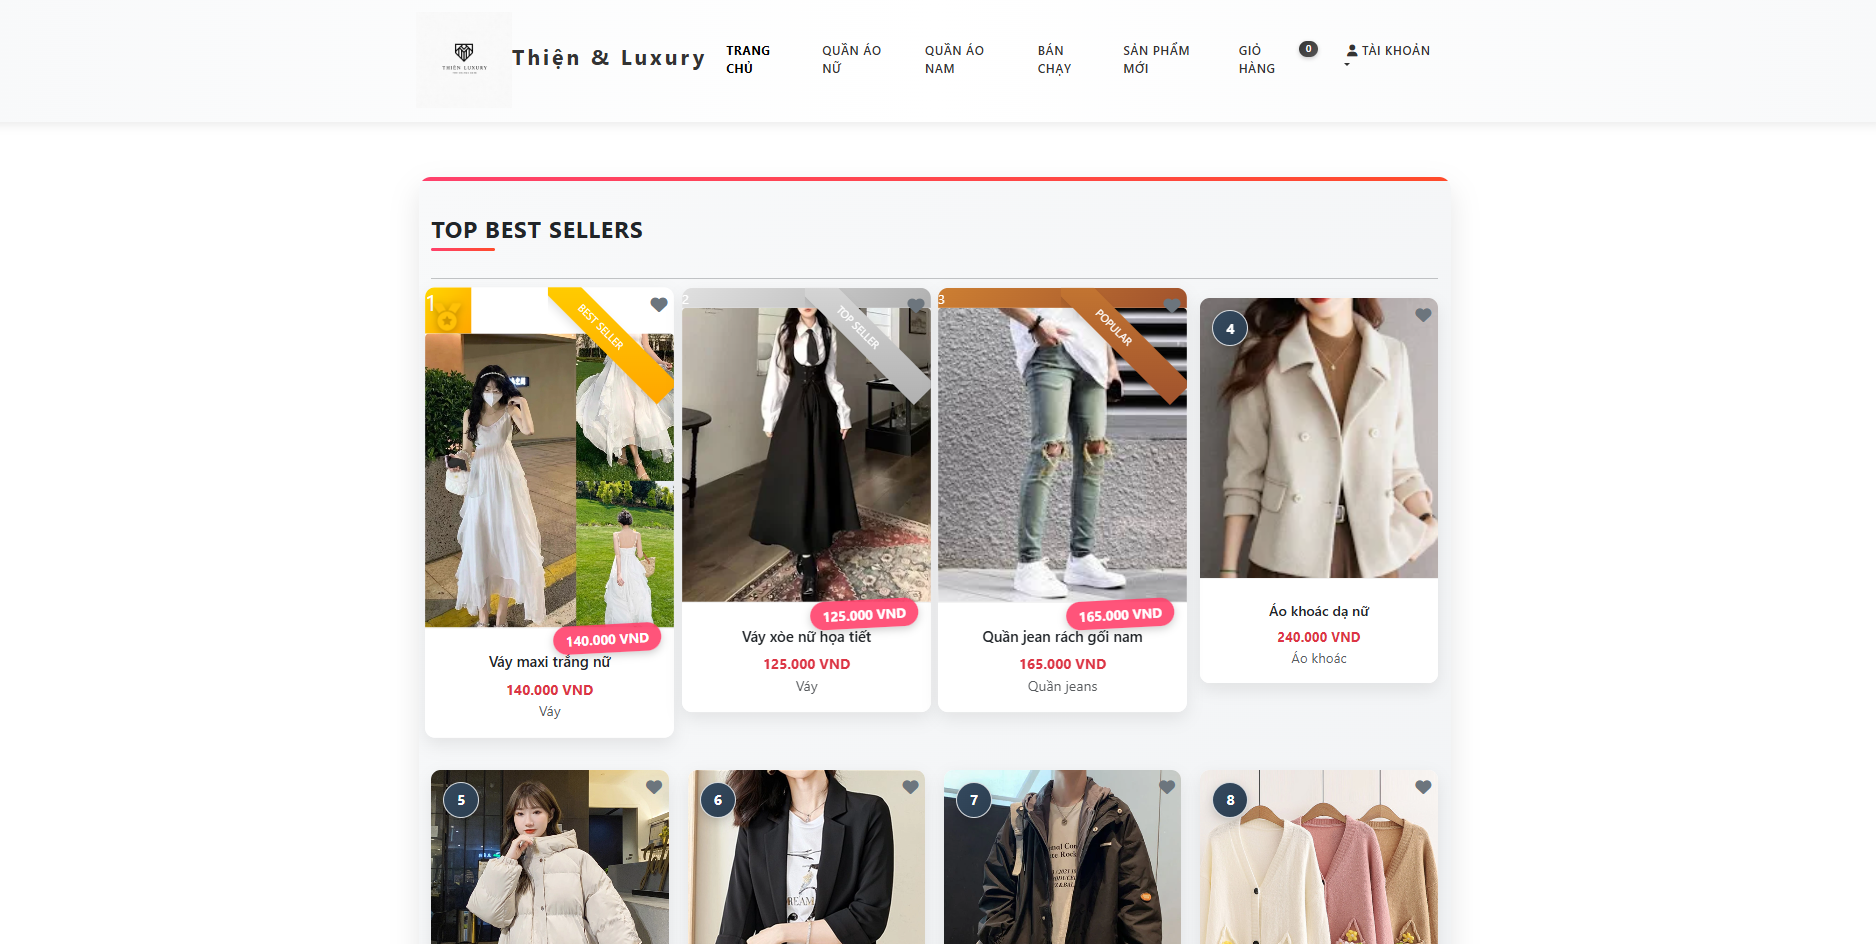 THIỆN LUXURY
Thiện & Luxury
TRANG
CHỦ
QUẦN ÁO
NỮ
QUẦN ÁO
NAM
BÁN
CHẠY
SẢN PHẨM
MỚI
GIỎ
HÀNG
0
TÀI KHOẢN
TOP BEST SELLERS
1
BEST SELLER
2
TOP SELLER
3
POPULAR
4
140.000 VND
Váy maxi trắng nữ
140.000 VND
Váy
125.000 VND
Váy xòe nữ họa tiết
125.000 VND
Váy
165.000 VND
Quần jean rách gối nam
165.000 VND
Quần jeans
Áo khoác dạ nữ
240.000 VND
Áo khoác
5
6
7
8